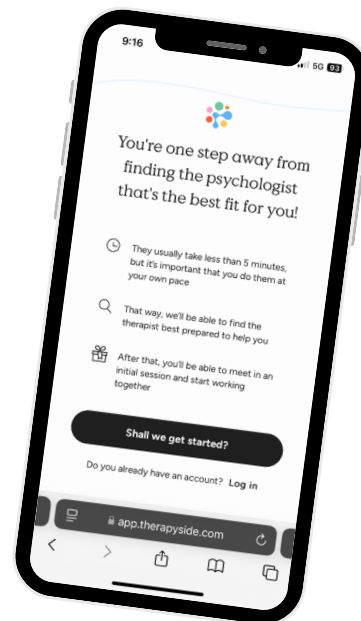 9:16
5G 93
You're one step away from
finding the psychologist
that's the best fit for you!
They usually take less than 5 minutes,
but it's important that you do them at
your own pace
That way, we'll be able to find the
therapist best prepared to help you
After that, you'll be able to meet in an
initial session and start working
together
Shall we get started?
Do you already have an account? Log in
app.therapyside.com